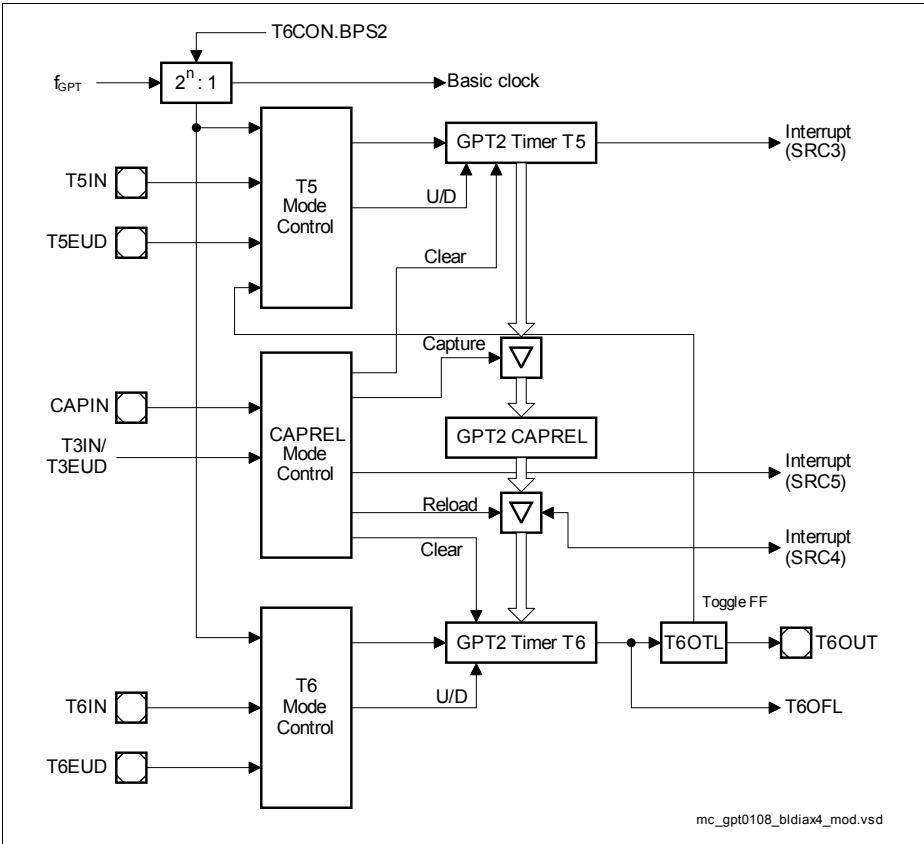 T6CON.BPS2
fGPT
2ⁿ : 1
Basic clock
T5IN
T5EUD
T5
Mode
Control
U/D
Clear
GPT2 Timer T5
Interrupt
(SRC3)
Capture
CAPIN
T3IN/
T3EUD
CAPREL
Mode
Control
GPT2 CAPREL
Interrupt
(SRC5)
Reload
Clear
Interrupt
(SRC4)
Toggle FF
GPT2 Timer T6
T6OTL
T6OUT
T6IN
T6EUD
T6
Mode
Control
U/D
T6OFL
mc_gpt0108_bldiax4_mod.vsd